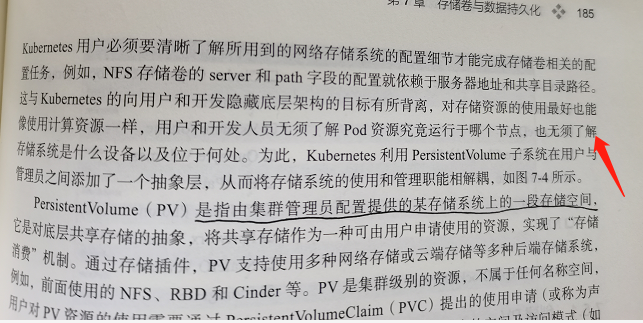 第 7 章 存储卷与数据持久化 185
Kubernetes 用户必须要清晰了解所用到的网络存储系统的配置细节才能完成存储卷相关的配
置任务，例如，NFS 存储卷的 server 和 path 字段的配置就依赖于服务器地址和共享目录路径。
这与 Kubernetes 的向用户和开发隐藏底层架构的目标有所背离，对存储资源的使用最好也能
像使用计算资源一样，用户和开发人员无须了解 Pod 资源究竟运行于哪个节点，也无须了解
存储系统是什么设备以及位于何处。为此，Kubernetes 利用 PersistentVolume 子系统在用户与
管理员之间添加了一个抽象层，从而将存储系统的使用和管理职能相解耦，如图 7-4 所示。
PersistentVolume（PV）是指由集群管理员配置提供的某存储系统上的一段存储空间，
它是对底层共享存储的抽象，将共享存储作为一种可由用户申请使用的资源，实现了“存储
消费”机制。通过存储插件，PV 支持使用多种网络存储或云端存储等多种后端存储系统，
例如，前面使用的 NFS、RBD 和 Cinder 等。PV 是集群级别的资源，不属于任何名称空间，
用户对 PV 资源的使用需要通过 PersistentVolumeClaim（PVC）提出的使用申请（或称为声
间及访问模式（如